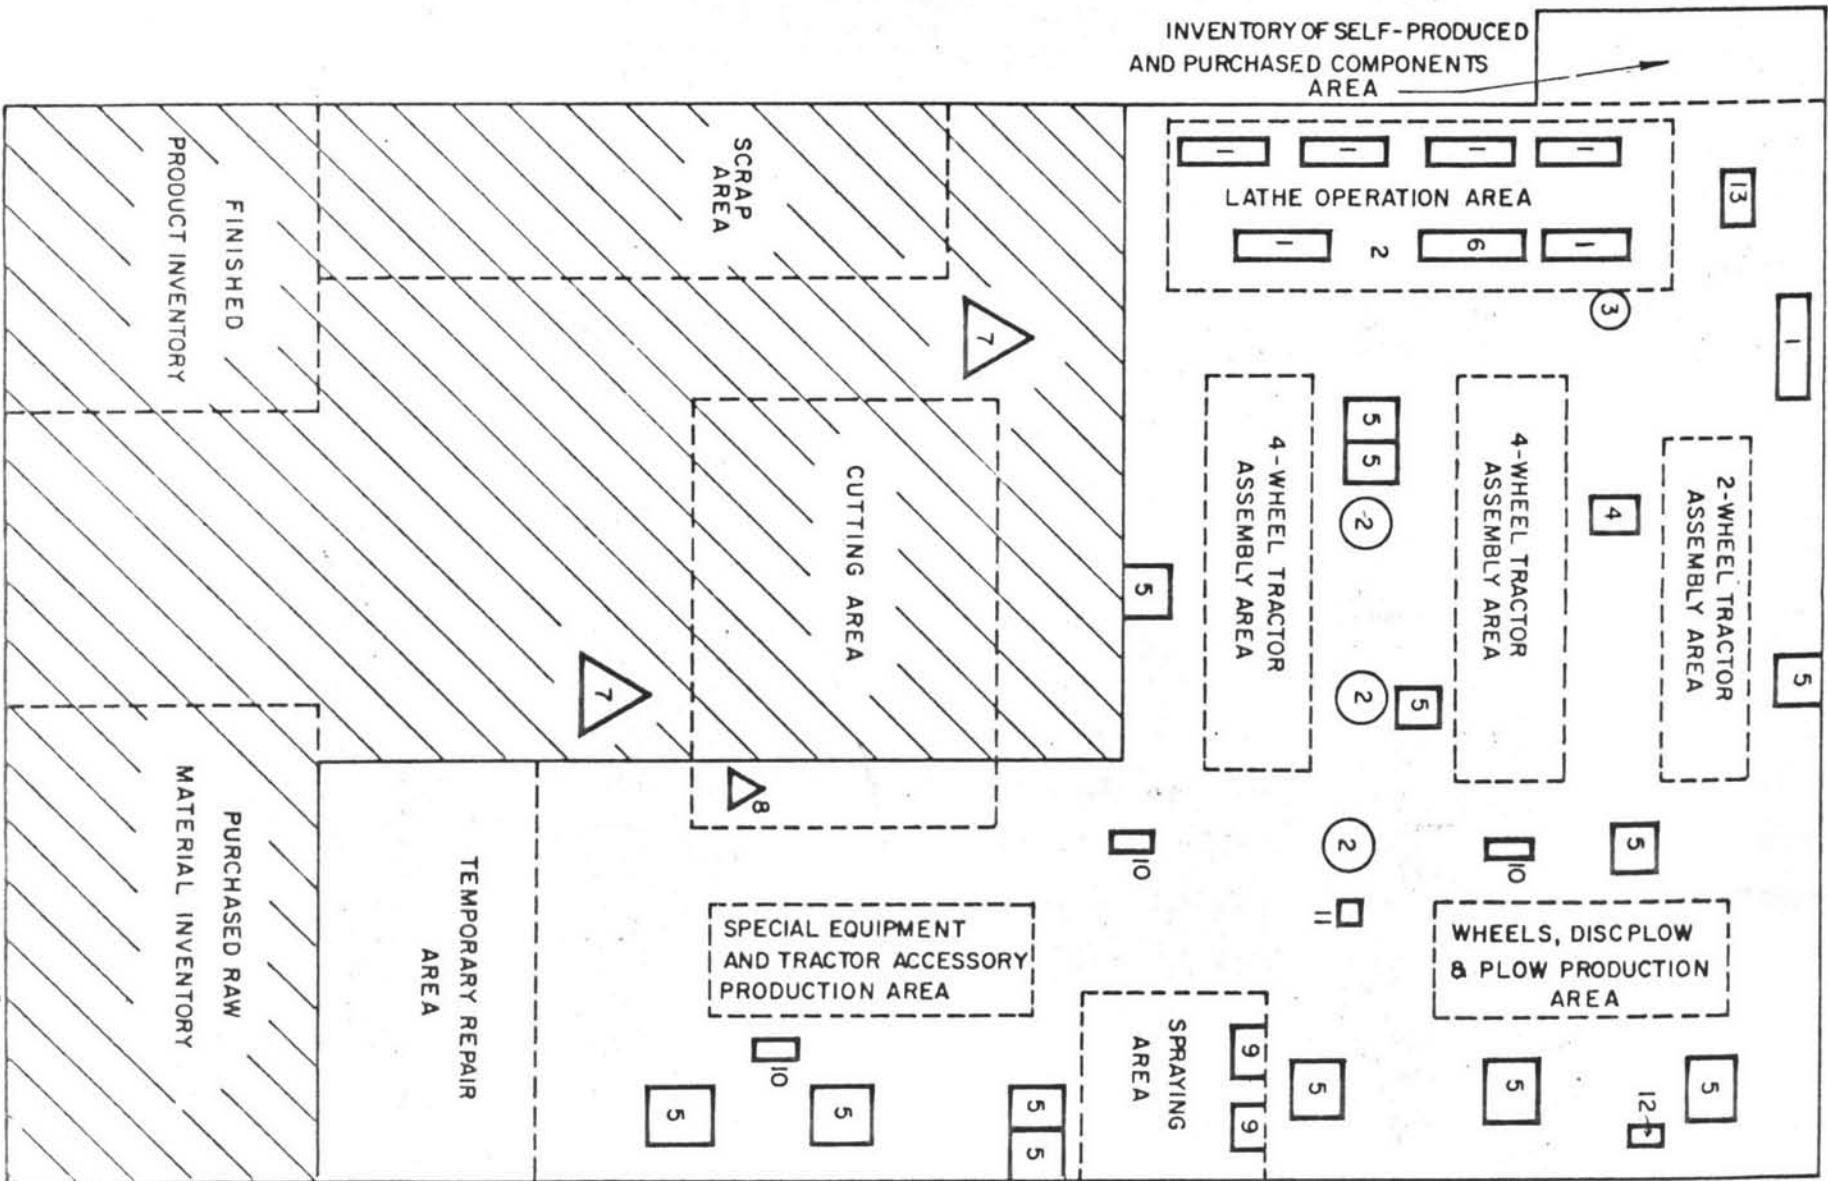 INVENTORY OF SELF-PRODUCED
AND PURCHASED COMPONENTS
AREA
1
1
1
1
LATHE OPERATION AREA
1
2
6
1
13
3
1
SCRAP
AREA
FINISHED
PRODUCT INVENTORY
7
CUTTING AREA
7
8
4-WHEEL TRACTOR
ASSEMBLY AREA
5
5
2
2
5
4-WHEEL TRACTOR
ASSEMBLY AREA
4
2-WHEEL TRACTOR
ASSEMBLY AREA
5
5
PURCHASED RAW
MATERIAL INVENTORY
TEMPORARY REPAIR
AREA
10
2
10
5
11
SPECIAL EQUIPMENT
AND TRACTOR ACCESSORY
PRODUCTION AREA
WHEELS, DISCPLOW
& PLOW PRODUCTION
AREA
10
5
5
5
5
SPRAYING
AREA
9
9
5
5
12
5